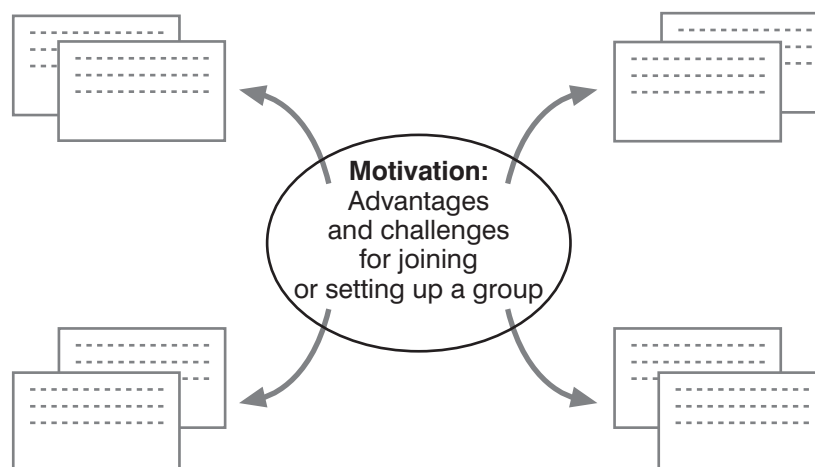 Motivation:
Advantages
and challenges
for joining
or setting up a group